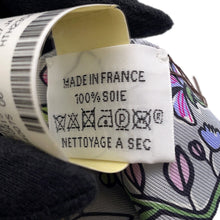 MADE IN FRANCE
100% SOIE
NETTOYAGE A SEC